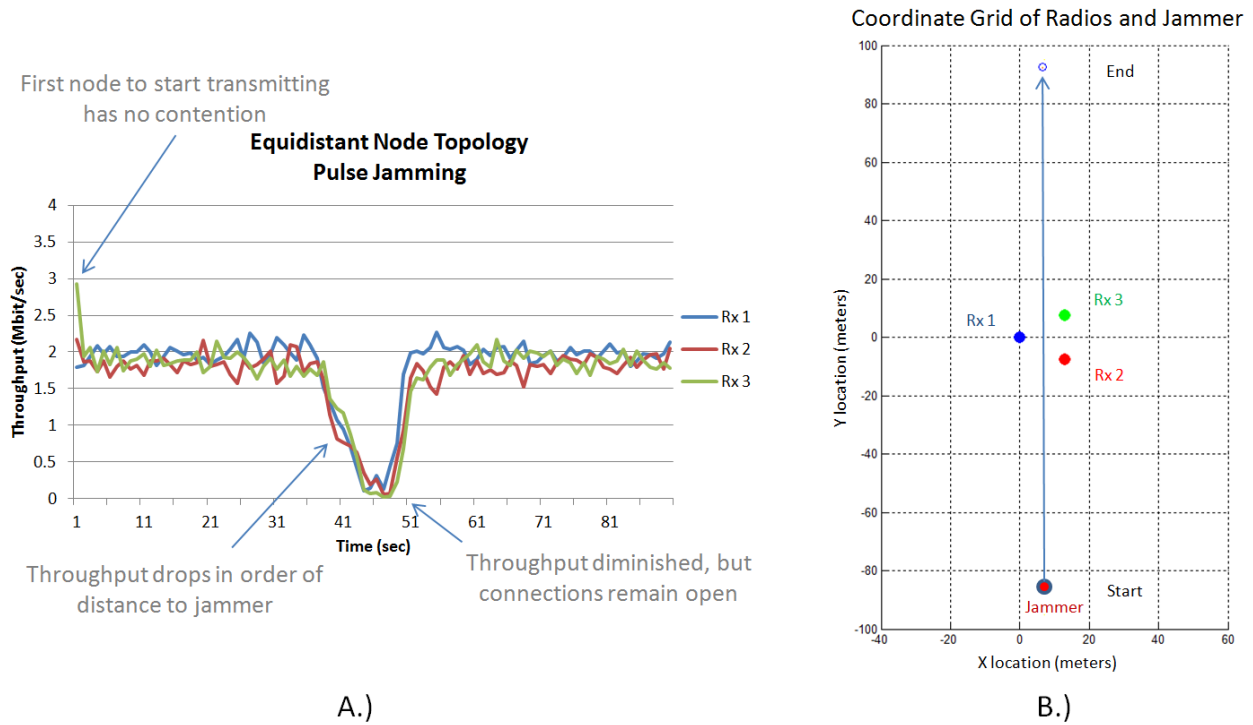 First node to start transmitting
has no contention
Equidistant Node Topology
Pulse Jamming
Throughput (Mbit/sec)
4
3.5
3
2.5
2
1.5
1
0.5
0
1 11 21 31 41 51 61 71 81
Time (sec)
Rx 1
Rx 2
Rx 3
Throughput drops in order of
distance to jammer
Throughput diminished, but
connections remain open
A.)
Coordinate Grid of Radios and Jammer
Y location (meters)
100
80
60
40
20
0
-20
-40
-60
-80
-100
-40 -20 0 20 40 60
X location (meters)
End
Rx 3
Rx 1
Rx 2
Start
Jammer
B.)